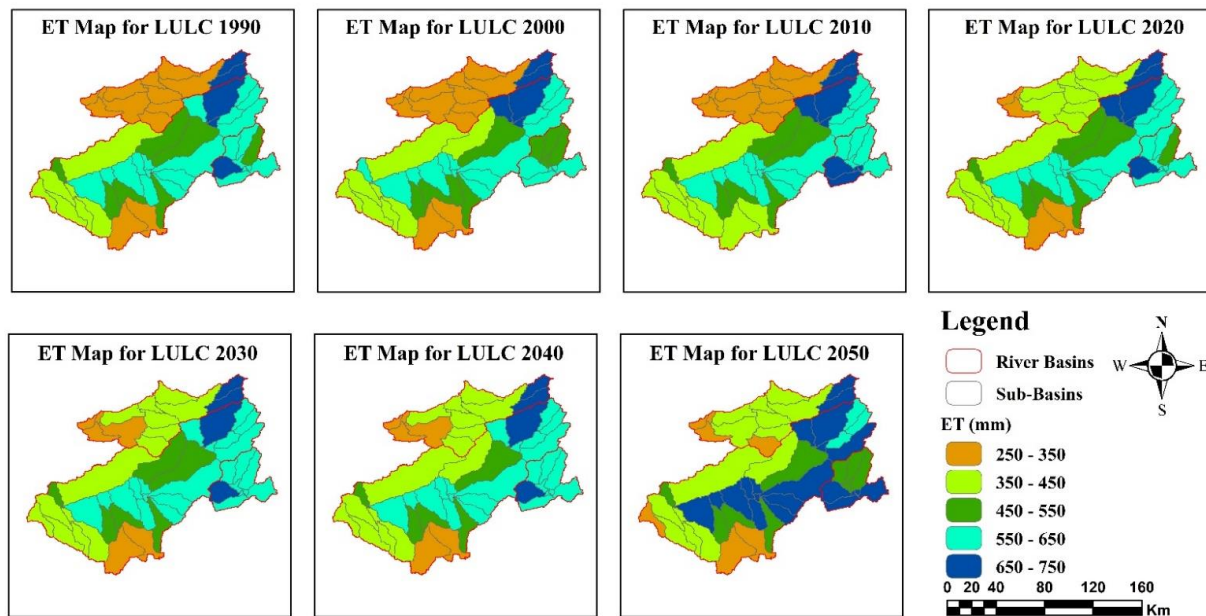 ET Map for LULC 1990
ET Map for LULC 2000
ET Map for LULC 2010
ET Map for LULC 2020
ET Map for LULC 2030
ET Map for LULC 2040
ET Map for LULC 2050
Legend
River Basins
Sub-Basins
ET (mm)
250 - 350
350 - 450
450 - 550
550 - 650
650 - 750
N
W E
S
0 20 40 80 120 160
Km